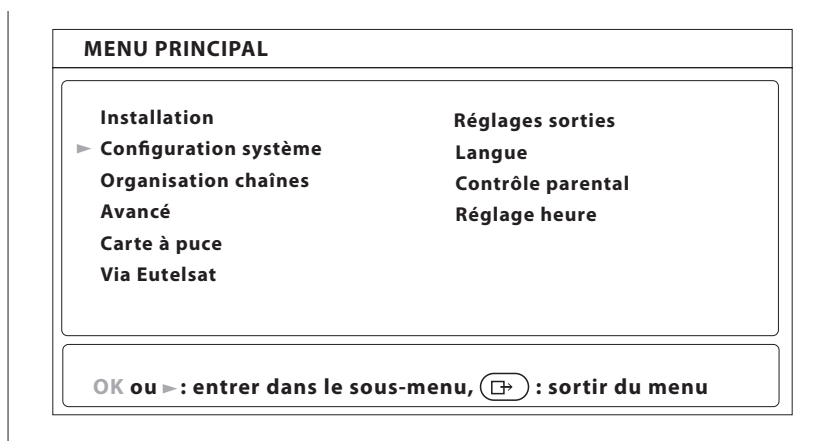 MENU PRINCIPAL
Installation
► Configuration système
Organisation chaînes
Avancé
Carte à puce
Via Eutelsat
Réglages sorties
Langue
Contrôle parental
Réglage heure
OK ou ► : entrer dans le sous-menu, : sortir du menu